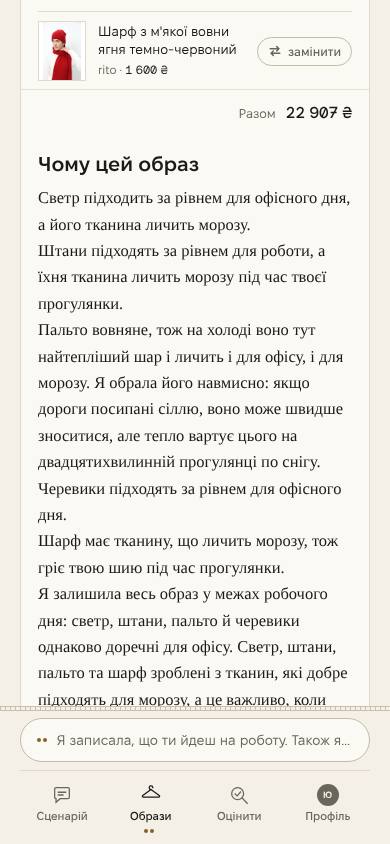 Шарф з м'якої вовни
ягня темно-червоний
rito · 1 600 ₴
замінити
Разом 22 907 ₴
Чому цей образ
Светр підходить за рівнем для офісного дня,
а його тканина личить морозу.
Штани підходять за рівнем для роботи, а
їхня тканина личить морозу під час твоєї
прогулянки.
Пальто вовняне, тож на холоді воно тут
найтепліший шар і личить і для офісу, і для
морозу. Я обрала його навмисно: якщо
дороги посипані сіллю, воно може швидше
зноситися, але тепло вартує цього на
двадцятихвилинній прогулянці по снігу.
Черевики підходять за рівнем для офісного
дня.
Шарф має тканину, що личить морозу, тож
гріє твою шию під час прогулянки.
Я залишила весь образ у межах робочого
дня: светр, штани, пальто й черевики
однаково доречні для офісу. Светр, штани,
пальто та шарф зроблені з тканин, які добре
підходять для морозу, а це важливо, коли
Я записала, що ти йдеш на роботу. Також я...
Сценарій
Образи
Оцінити
Ю
Профіль